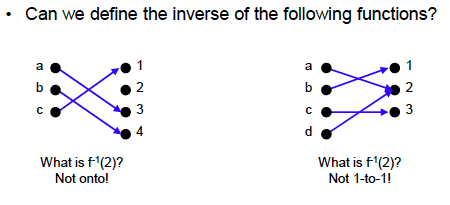 • Can we define the inverse of the following functions?
a 1
b 2
c 3
4
What is f-1(2)?
Not onto!
a 1
b 2
c 3
d
What is f-1(2)?
Not 1-to-1!